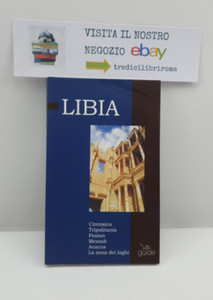 VISITA IL NOSTRO
NEGOZIO ebay
tredicilibriroma
LIBIA
Cirenaica
Tripolitania
Fezzan
Messak
Acacus
La zona dei laghi
guide